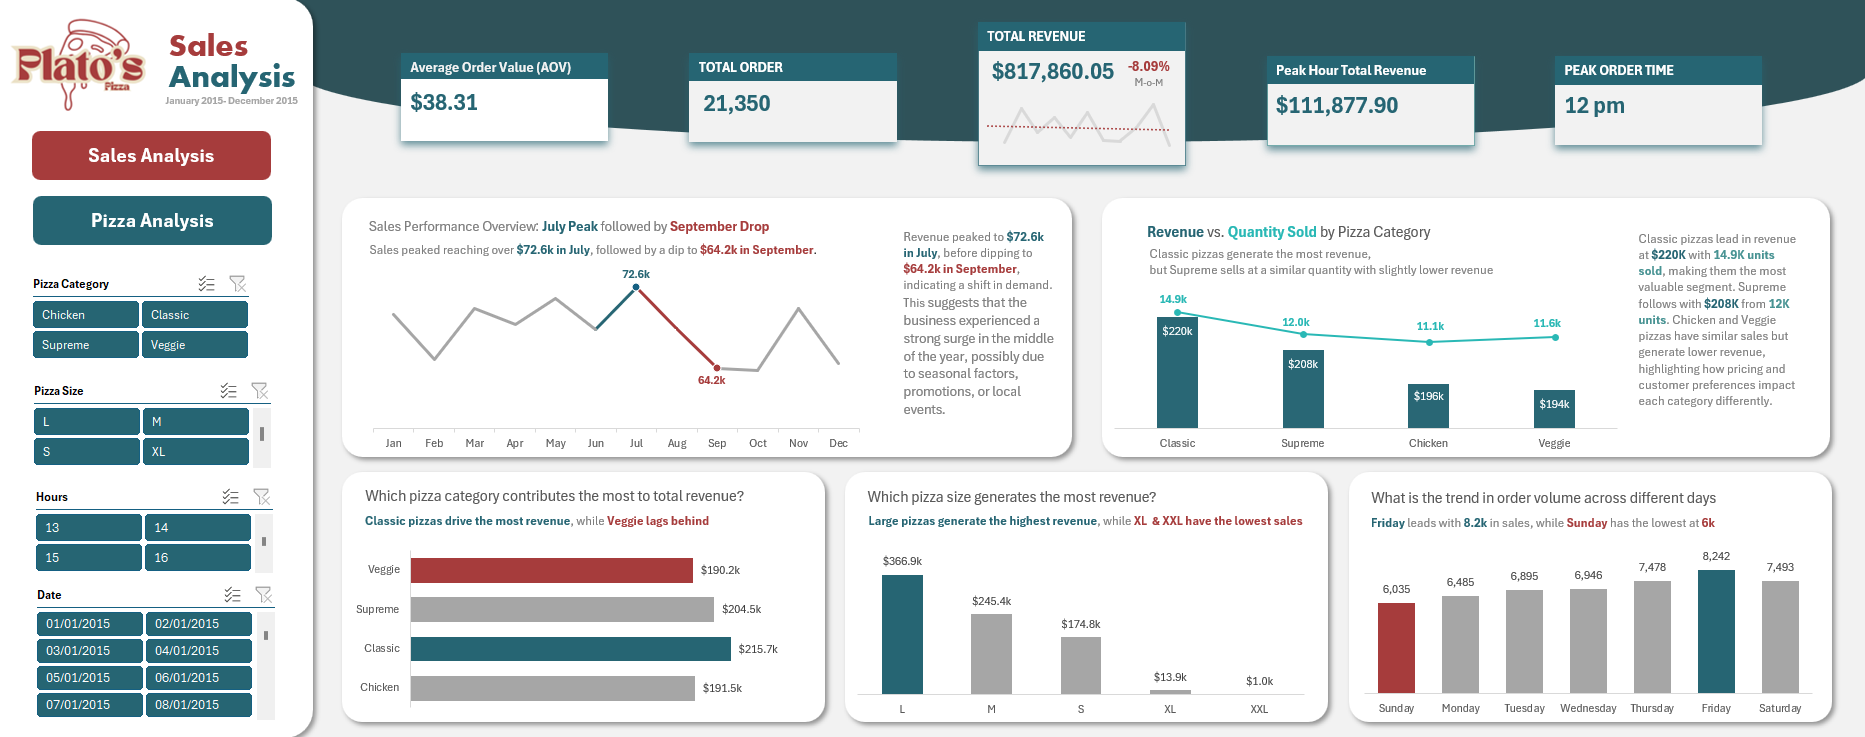 Plato's
Pizza
Sales
Analysis
January 2015- December 2015
Sales Analysis
Pizza Analysis
Pizza Category
Chicken
Classic
Supreme
Veggie
Pizza Size
L
M
S
XL
Hours
13
14
15
16
Date
01/01/2015
02/01/2015
03/01/2015
04/01/2015
05/01/2015
06/01/2015
07/01/2015
08/01/2015
Average Order Value (AOV)
$38.31
TOTAL ORDER
21,350
TOTAL REVENUE
$817,860.05
-8.09%
M-o-M
Peak Hour Total Revenue
$111,877.90
PEAK ORDER TIME
12 pm
Sales Performance Overview: July Peak followed by September Drop
Sales peaked reaching over $72.6k in July, followed by a dip to $64.2k in September.
72.6k
64.2k
Jan Feb Mar Apr May Jun Jul Aug Sep Oct Nov Dec
Revenue peaked to $72.6k
in July, before dipping to
$64.2k in September,
indicating a shift in demand.
This suggests that the
business experienced a
strong surge in the middle
of the year, possibly due
to seasonal factors,
promotions, or local
events.
Revenue vs. Quantity Sold by Pizza Category
Classic pizzas generate the most revenue,
but Supreme sells at a similar quantity with slightly lower revenue
14.9k
12.0k
11.1k
11.6k
$220k
$208k
$196k
$194k
Classic Supreme Chicken Veggie
Classic pizzas lead in revenue
at $220K with 14.9K units
sold, making them the most
valuable segment. Supreme
follows with $208K from 12K
units. Chicken and Veggie
pizzas have similar sales but
generate lower revenue,
highlighting how pricing and
customer preferences impact
each category differently.
Which pizza category contributes the most to total revenue?
Classic pizzas drive the most revenue, while Veggie lags behind
Veggie $190.2k
Supreme $204.5k
Classic $215.7k
Chicken $191.5k
Which pizza size generates the most revenue?
Large pizzas generate the highest revenue, while XL & XXL have the lowest sales
$366.9k
$245.4k
$174.8k
$13.9k
$1.0k
L M S XL XXL
What is the trend in order volume across different days
Friday leads with 8.2k in sales, while Sunday has the lowest at 6k
6,035
6,485
6,895
6,946
7,478
8,242
7,493
Sunday Monday Tuesday Wednesday Thursday Friday Saturday